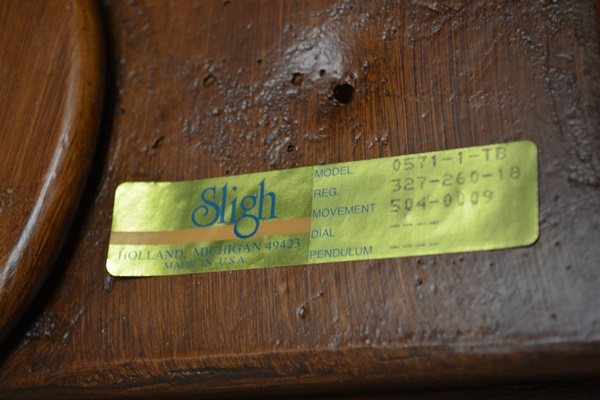 Sligh
HOLLAND, MICHIGAN 49423
MADE IN U.S.A.
MODEL 0571-1-TB
REG. 327-260-18
MOVEMENT 504-0009
DIAL ----
PENDULUM ----